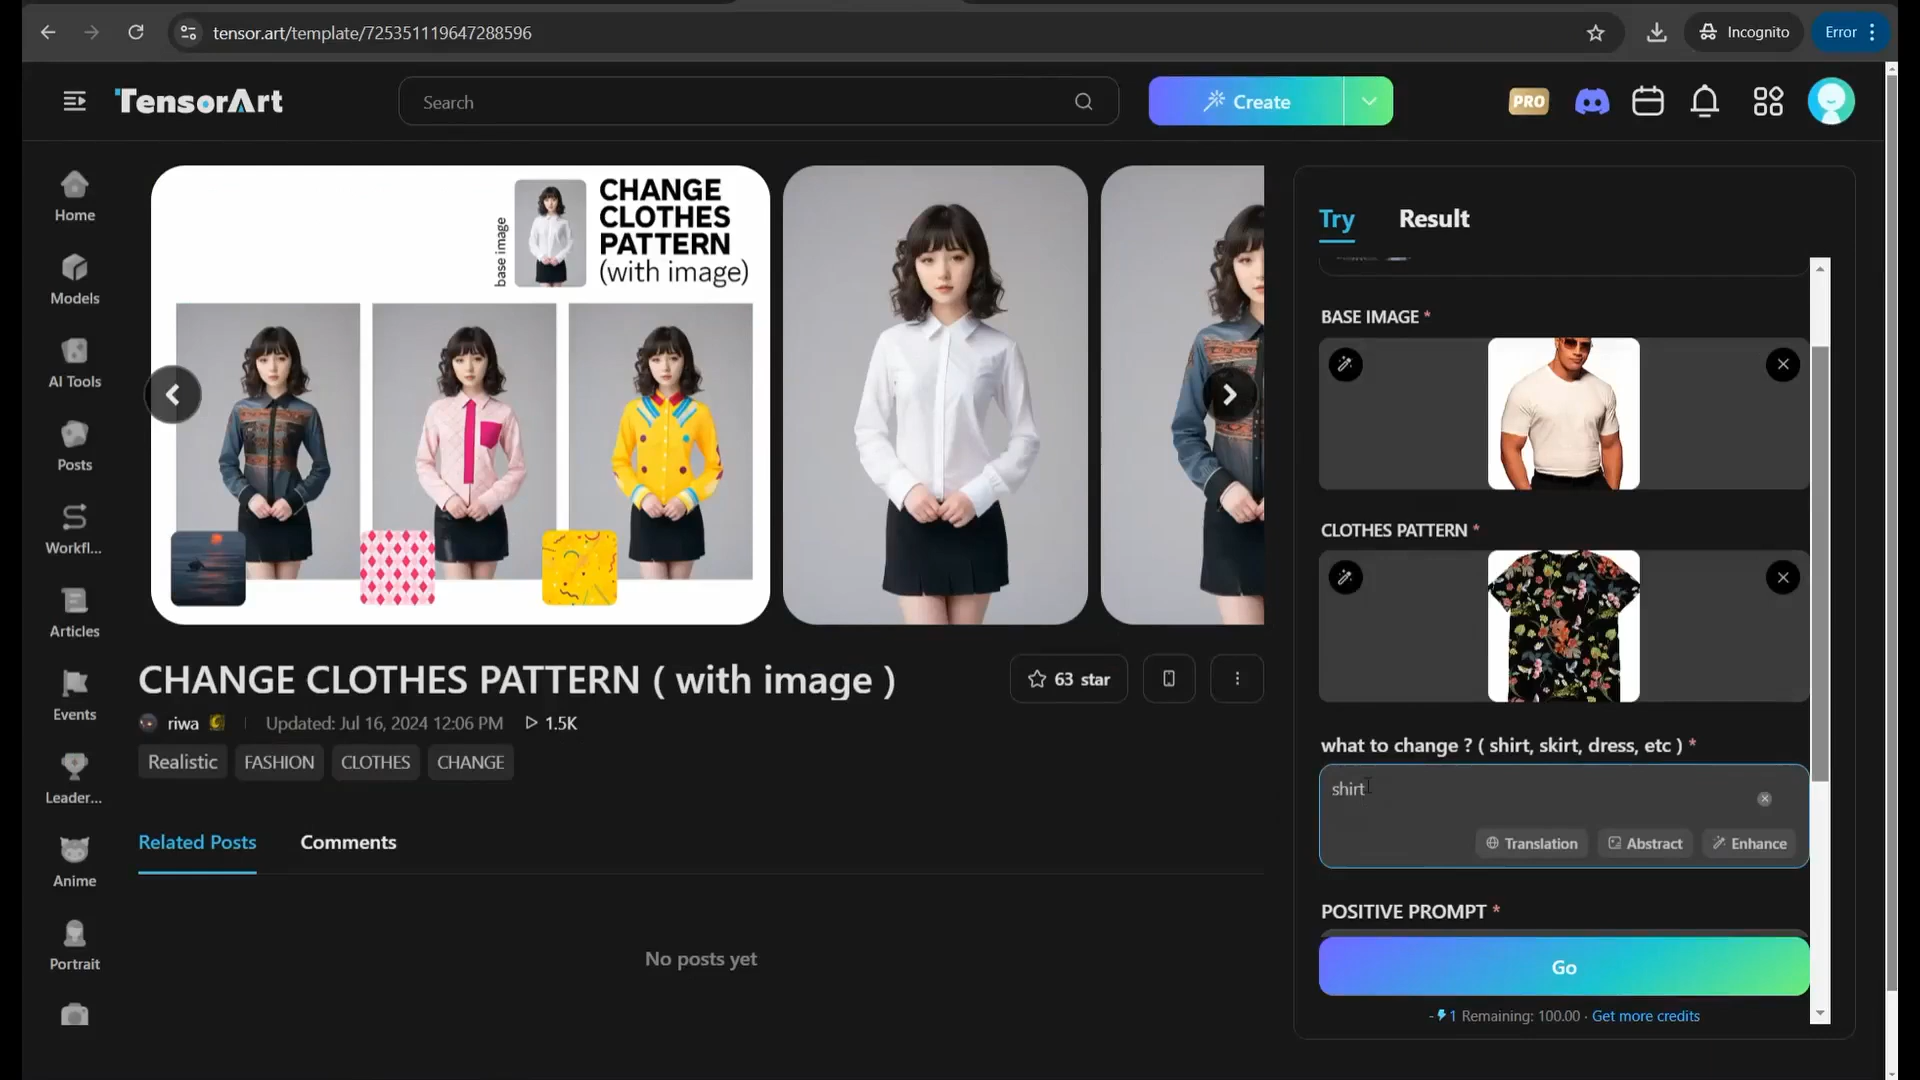 tensor.art/template/725351119647288596
Incognito
Error
TensorArt
Search
Create
PRO
Home
Models
AI Tools
Posts
Workfl...
Articles
Events
Leader...
Anime
Portrait
base image
CHANGE
CLOTHES
PATTERN
(with image)
CHANGE CLOTHES PATTERN ( with image )
63 star
riwa
Updated: Jul 16, 2024 12:06 PM
1.5K
Realistic
FASHION
CLOTHES
CHANGE
Related Posts
Comments
No posts yet
Try
Result
BASE IMAGE *
CLOTHES PATTERN *
what to change ? ( shirt, skirt, dress, etc ) *
shirt
Translation
Abstract
Enhance
POSITIVE PROMPT *
Go
- 1 Remaining: 100.00 · Get more credits